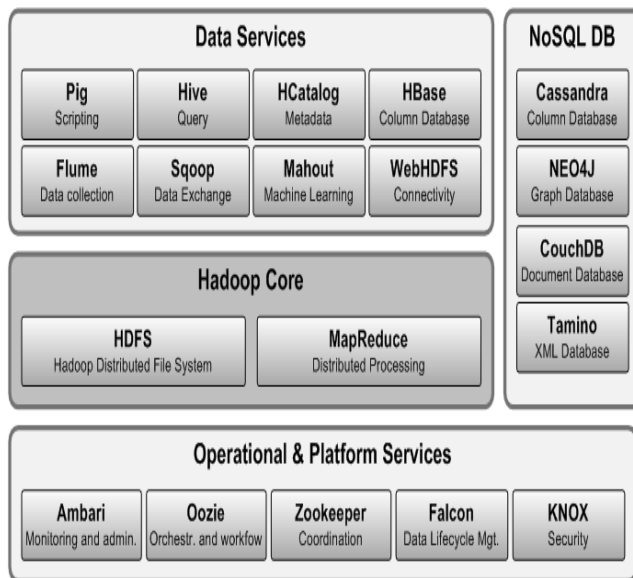 Data Services
Pig
Scripting
Hive
Query
HCatalog
Metadata
HBase
Column Database
Flume
Data collection
Sqoop
Data Exchange
Mahout
Machine Learning
WebHDFS
Connectivity
Hadoop Core
HDFS
Hadoop Distributed File System
MapReduce
Distributed Processing
NoSQL DB
Cassandra
Column Database
NEO4J
Graph Database
CouchDB
Document Database
Tamino
XML Database
Operational & Platform Services
Ambari
Monitoring and admin.
Oozie
Orchestr. and workfow
Zookeeper
Coordination
Falcon
Data Lifecycle Mgt.
KNOX
Security